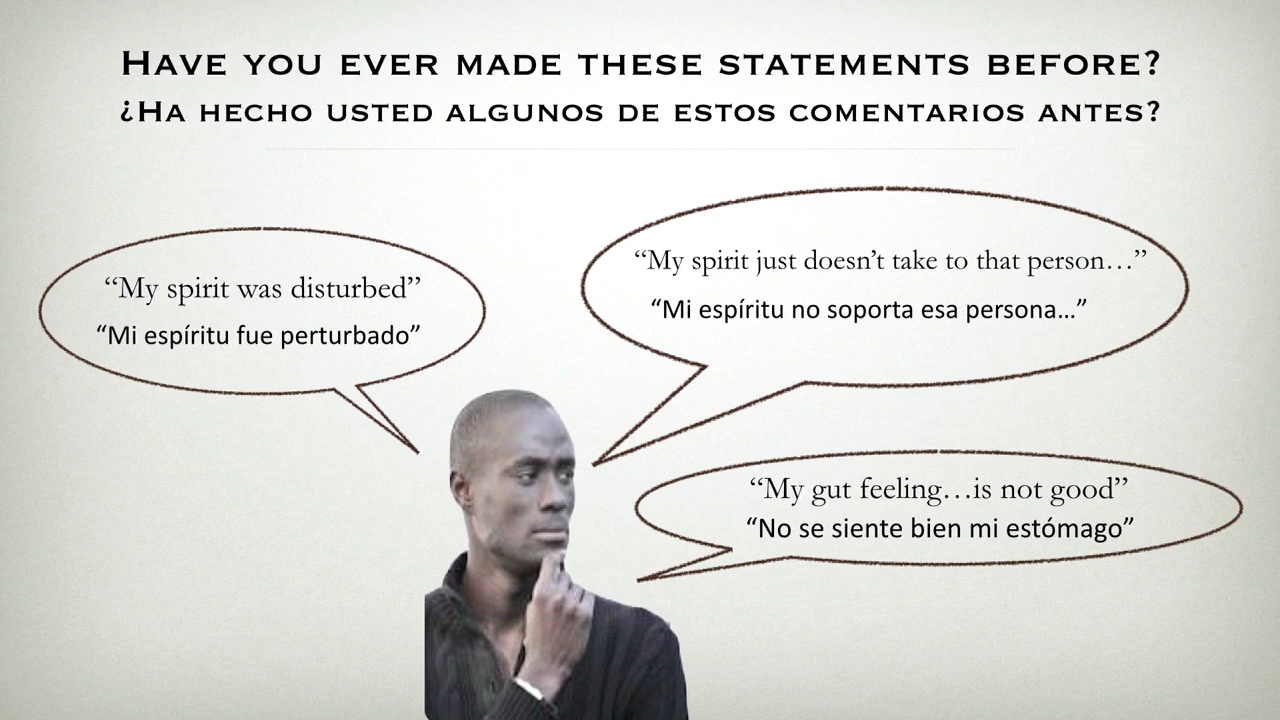 Have you ever made these statements before?
¿Ha hecho usted algunos de estos comentarios antes?
“My spirit was disturbed”
“Mi espíritu fue perturbado”
“My spirit just doesn’t take to that person…”
“Mi espíritu no soporta esa persona…”
“My gut feeling…is not good”
“No se siente bien mi estómago”